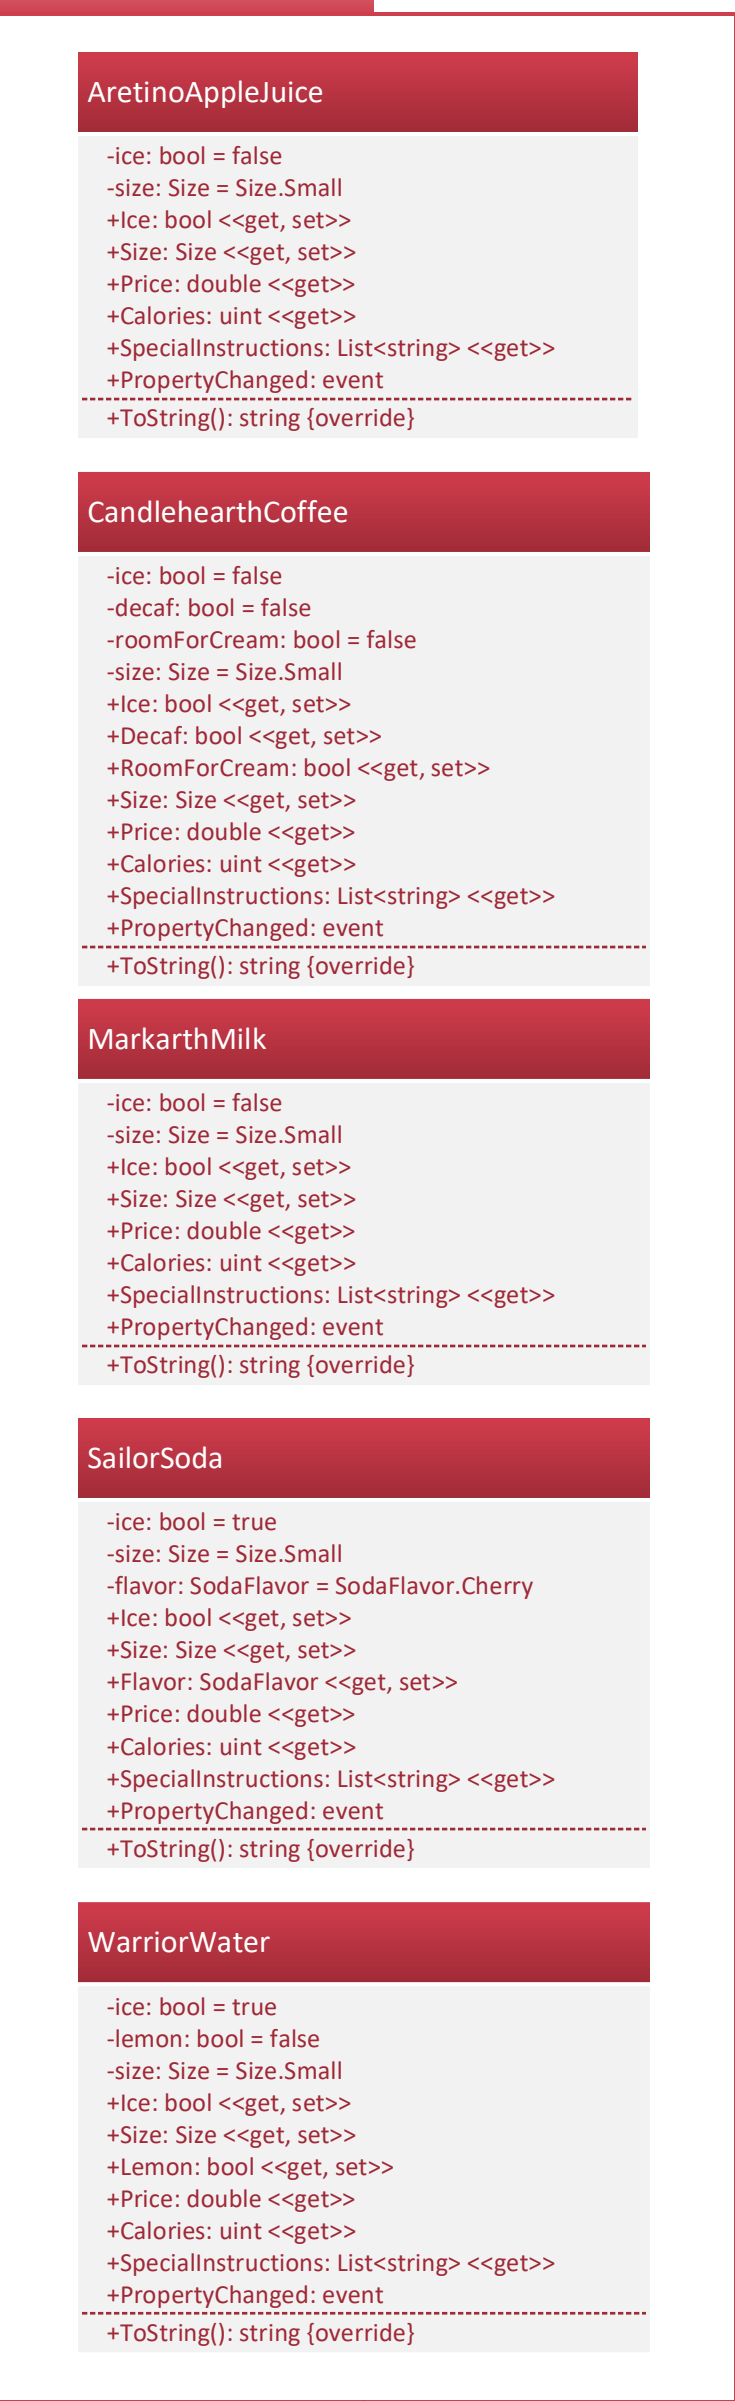 AretinoAppleJuice
-ice: bool = false
-size: Size = Size.Small
+Ice: bool <<get, set>>
+Size: Size <<get, set>>
+Price: double <<get>>
+Calories: uint <<get>>
+SpecialInstructions: List<string> <<get>>
+PropertyChanged: event
+ToString(): string {override}
CandlehearthCoffee
-ice: bool = false
-decaf: bool = false
-roomForCream: bool = false
-size: Size = Size.Small
+Ice: bool <<get, set>>
+Decaf: bool <<get, set>>
+RoomForCream: bool <<get, set>>
+Size: Size <<get, set>>
+Price: double <<get>>
+Calories: uint <<get>>
+SpecialInstructions: List<string> <<get>>
+PropertyChanged: event
+ToString(): string {override}
MarkarthMilk
-ice: bool = false
-size: Size = Size.Small
+Ice: bool <<get, set>>
+Size: Size <<get, set>>
+Price: double <<get>>
+Calories: uint <<get>>
+SpecialInstructions: List<string> <<get>>
+PropertyChanged: event
+ToString(): string {override}
SailorSoda
-ice: bool = true
-size: Size = Size.Small
-flavor: SodaFlavor = SodaFlavor.Cherry
+Ice: bool <<get, set>>
+Size: Size <<get, set>>
+Flavor: SodaFlavor <<get, set>>
+Price: double <<get>>
+Calories: uint <<get>>
+SpecialInstructions: List<string> <<get>>
+PropertyChanged: event
+ToString(): string {override}
WarriorWater
-ice: bool = true
-lemon: bool = false
-size: Size = Size.Small
+Ice: bool <<get, set>>
+Size: Size <<get, set>>
+Lemon: bool <<get, set>>
+Price: double <<get>>
+Calories: uint <<get>>
+SpecialInstructions: List<string> <<get>>
+PropertyChanged: event
+ToString(): string {override}